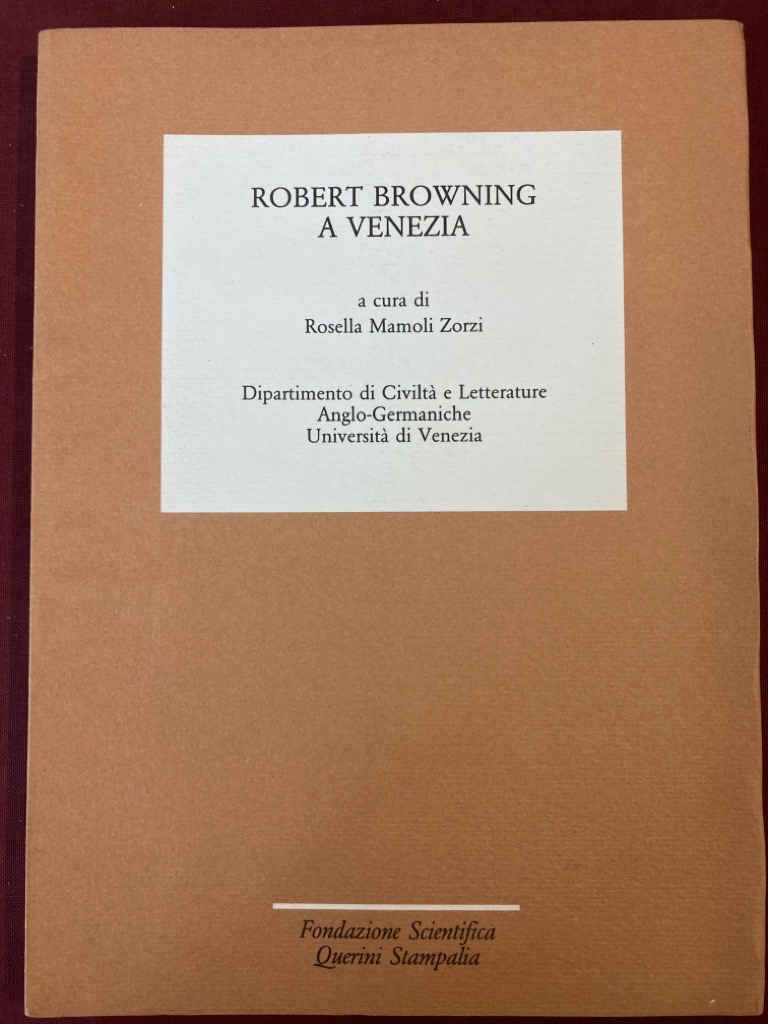 ROBERT BROWNING
A VENEZIA
a cura di
Rosella Mamoli Zorzi
Dipartimento di Civiltà e Letterature
Anglo-Germaniche
Università di Venezia
Fondazione Scientifica
Querini Stampalia